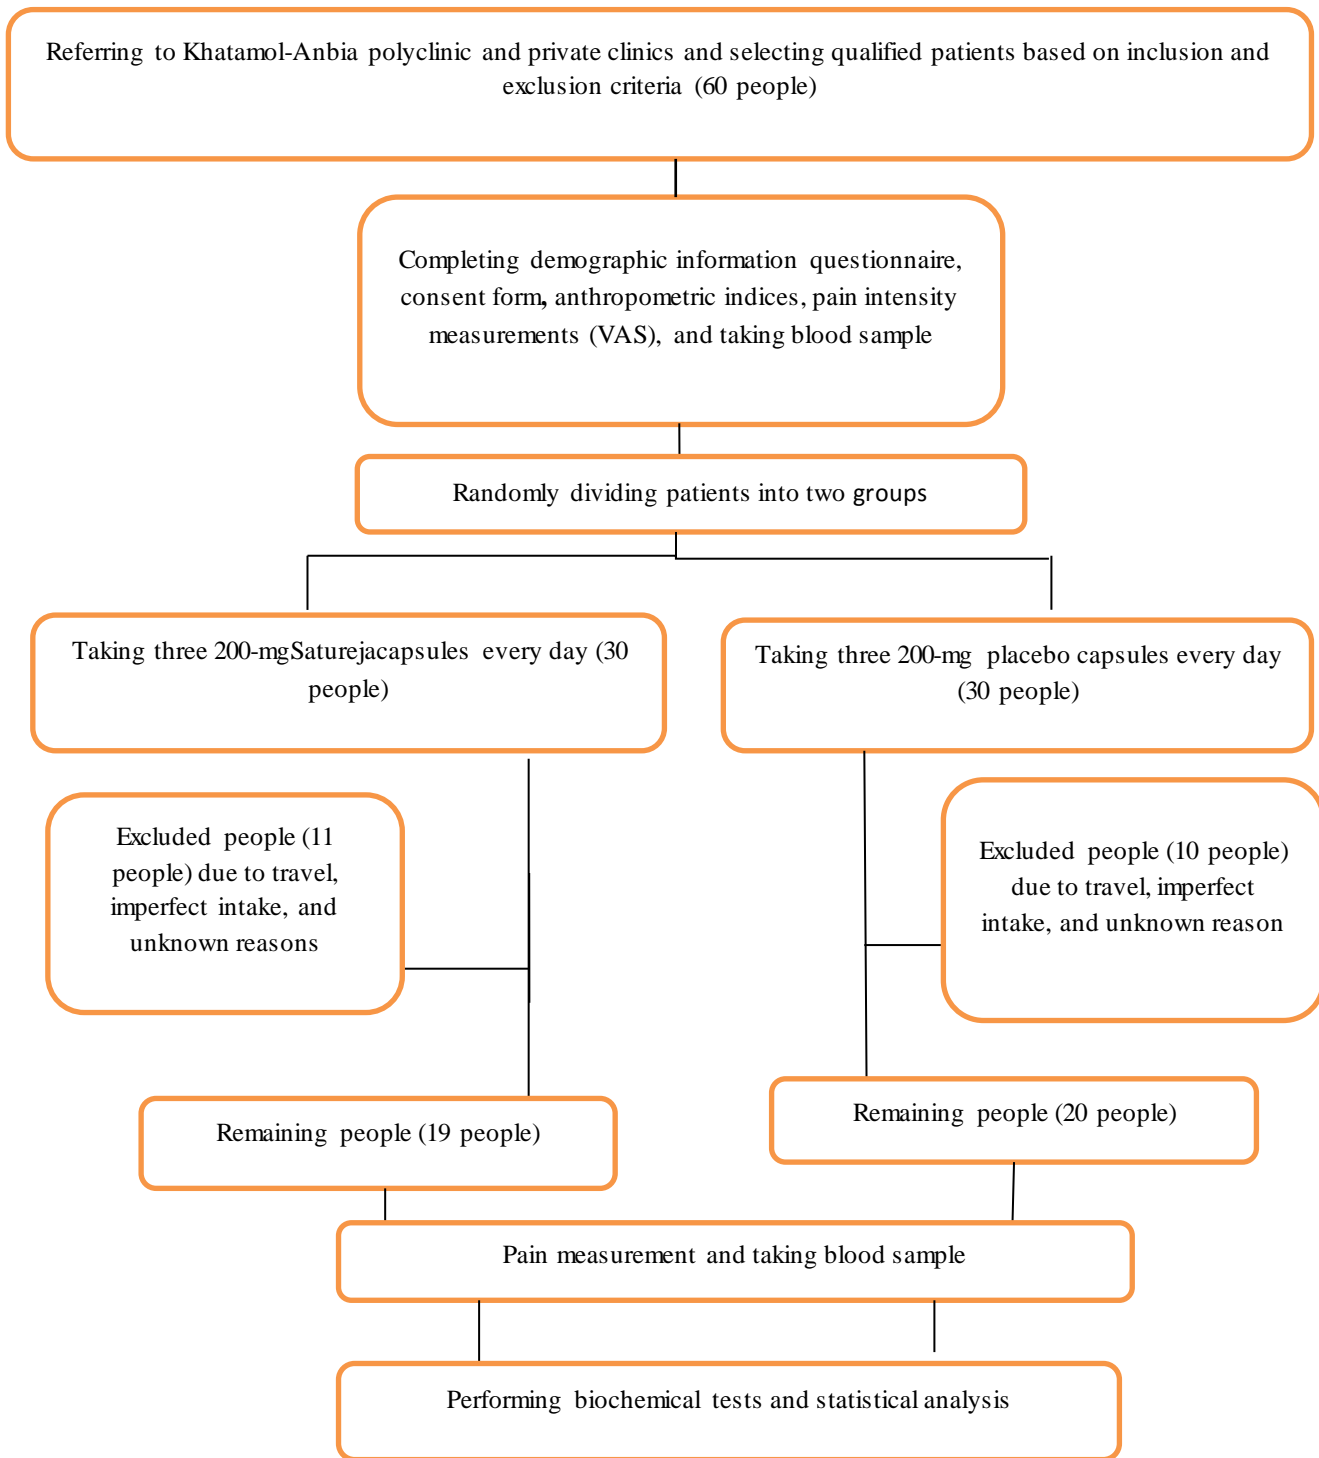 Referring to Khatamol-Anbia polyclinic and private clinics and selecting qualified patients based on inclusion and
exclusion criteria (60 people)
Completing demographic information questionnaire,
consent form, anthropometric indices, pain intensity
measurements (VAS), and taking blood sample
Randomly dividing patients into two groups
Taking three 200-mgSaturejacapsules every day (30
people)
Taking three 200-mg placebo capsules every day
(30 people)
Excluded people (11
people) due to travel,
imperfect intake, and
unknown reasons
Excluded people (10 people)
due to travel, imperfect
intake, and unknown reason
Remaining people (19 people)
Remaining people (20 people)
Pain measurement and taking blood sample
Performing biochemical tests and statistical analysis